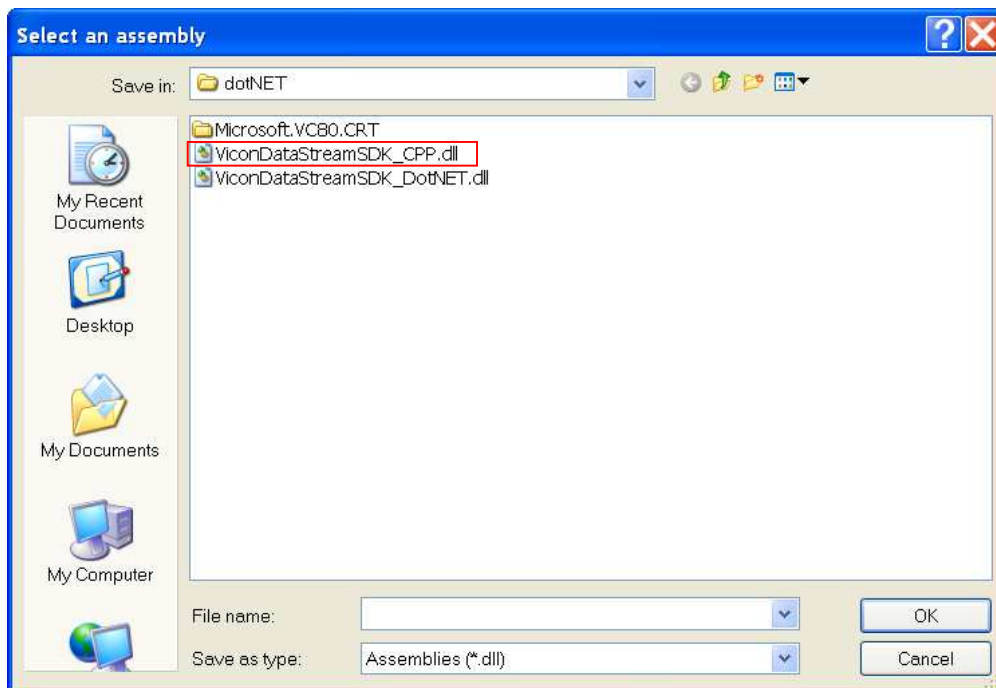 Select an assembly
Save in:
dotNET
Microsoft.VC80.CRT
ViconDataStreamSDK_CPP.dll
ViconDataStreamSDK_DotNET.dll
My Recent
Documents
Desktop
My Documents
My Computer
File name:
OK
Save as type:
Assemblies (*.dll)
Cancel